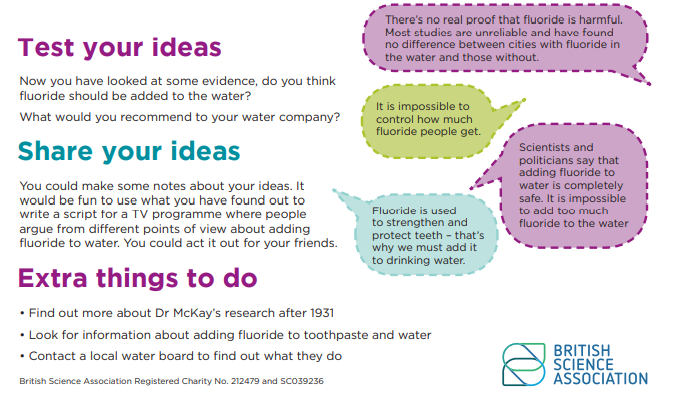 Test your ideas
Now you have looked at some evidence, do you think
fluoride should be added to the water?
What would you recommend to your water company?
Share your ideas
You could make some notes about your ideas. It
would be fun to use what you have found out to
write a script for a TV programme where people
argue from different points of view about adding
fluoride to water. You could act it out for your friends.
There's no real proof that fluoride is harmful.
Most studies are unreliable and have found
no difference between cities with fluoride in
the water and those without.
It is impossible to
control how much
fluoride people get.
Scientists and
politicians say that
adding fluoride to
water is completely
safe. It is impossible
to add too much
fluoride to the water
Fluoride is used
to strengthen and
protect teeth – that's
why we must add it
to drinking water.
Extra things to do
• Find out more about Dr McKay's research after 1931
• Look for information about adding fluoride to toothpaste and water
• Contact a local water board to find out what they do
British Science Association Registered Charity No. 212479 and SC039236
BRITISH
SCIENCE
ASSOCIATION